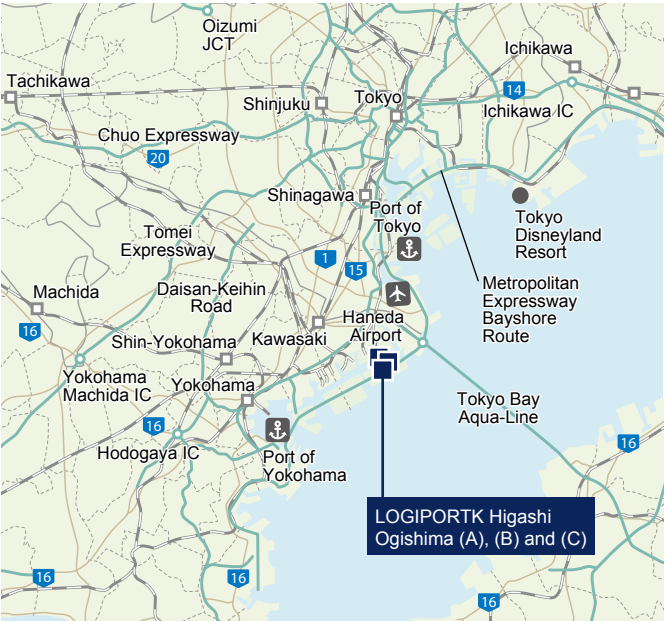 Oizumi
JCT
Ichikawa
Tachikawa
Shinjuku
Tokyo
14
Ichikawa IC
Chuo Expressway
20
Shinagawa
Port of
Tokyo
Tokyo
Disneyland
Resort
Tomei
Expressway
1
15
Metropolitan
Expressway
Bayshore
Route
Machida
Daisan-Keihin
Road
Haneda
Airport
16
Shin-Yokohama
Kawasaki
Yokohama
Machida IC
Yokohama
Tokyo Bay
Aqua-Line
16
Hodogaya IC
Port of
Yokohama
16
LOGIPORTK Higashi
Ogishima (A), (B) and (C)
16
16
16